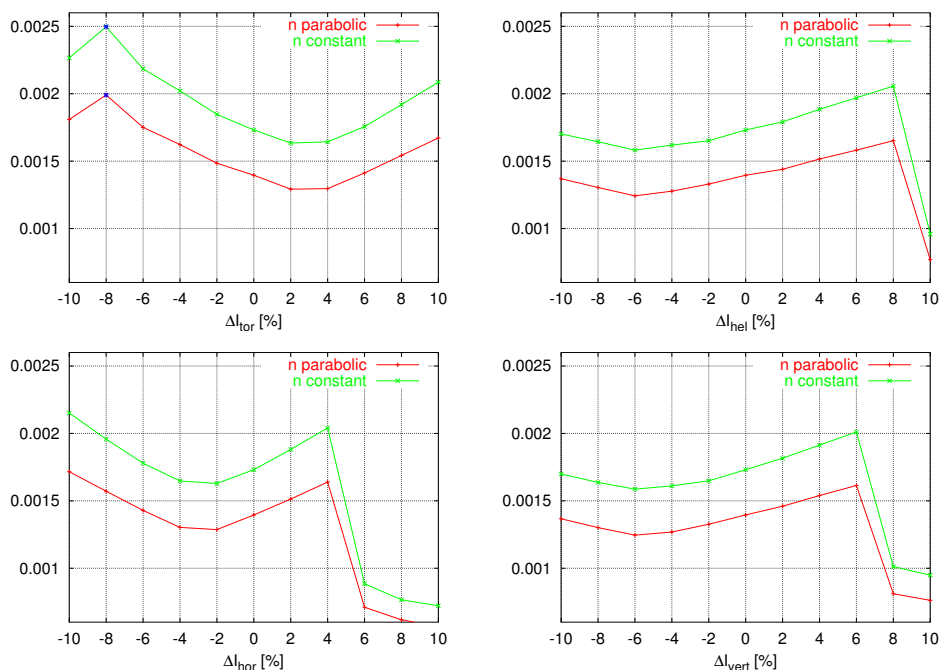 0.0025
0.002
0.0015
0.001
n parabolic
n constant
-10 -8 -6 -4 -2 0 2 4 6 8 10
ΔI_tor [%]
0.0025
0.002
0.0015
0.001
n parabolic
n constant
-10 -8 -6 -4 -2 0 2 4 6 8 10
ΔI_hel [%]
0.0025
0.002
0.0015
0.001
n parabolic
n constant
-10 -8 -6 -4 -2 0 2 4 6 8 10
ΔI_hor [%]
0.0025
0.002
0.0015
0.001
n parabolic
n constant
-10 -8 -6 -4 -2 0 2 4 6 8 10
ΔI_vert [%]